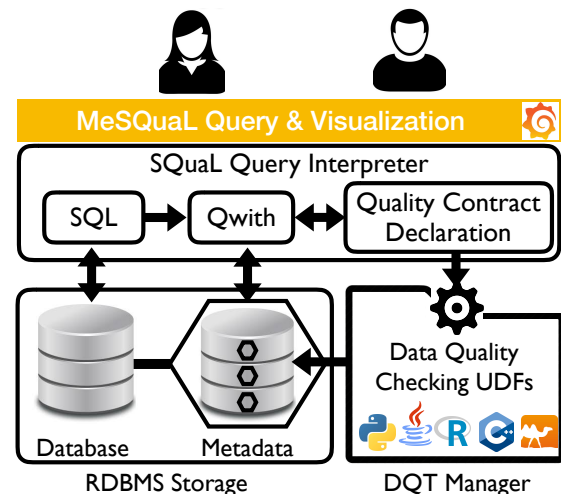 MeSQuaL Query & Visualization
SQuaL Query Interpreter
SQL
Qwith
Quality Contract
Declaration
Data Quality
Checking UDFs
R
C++
Database
Metadata
RDBMS Storage
DQT Manager